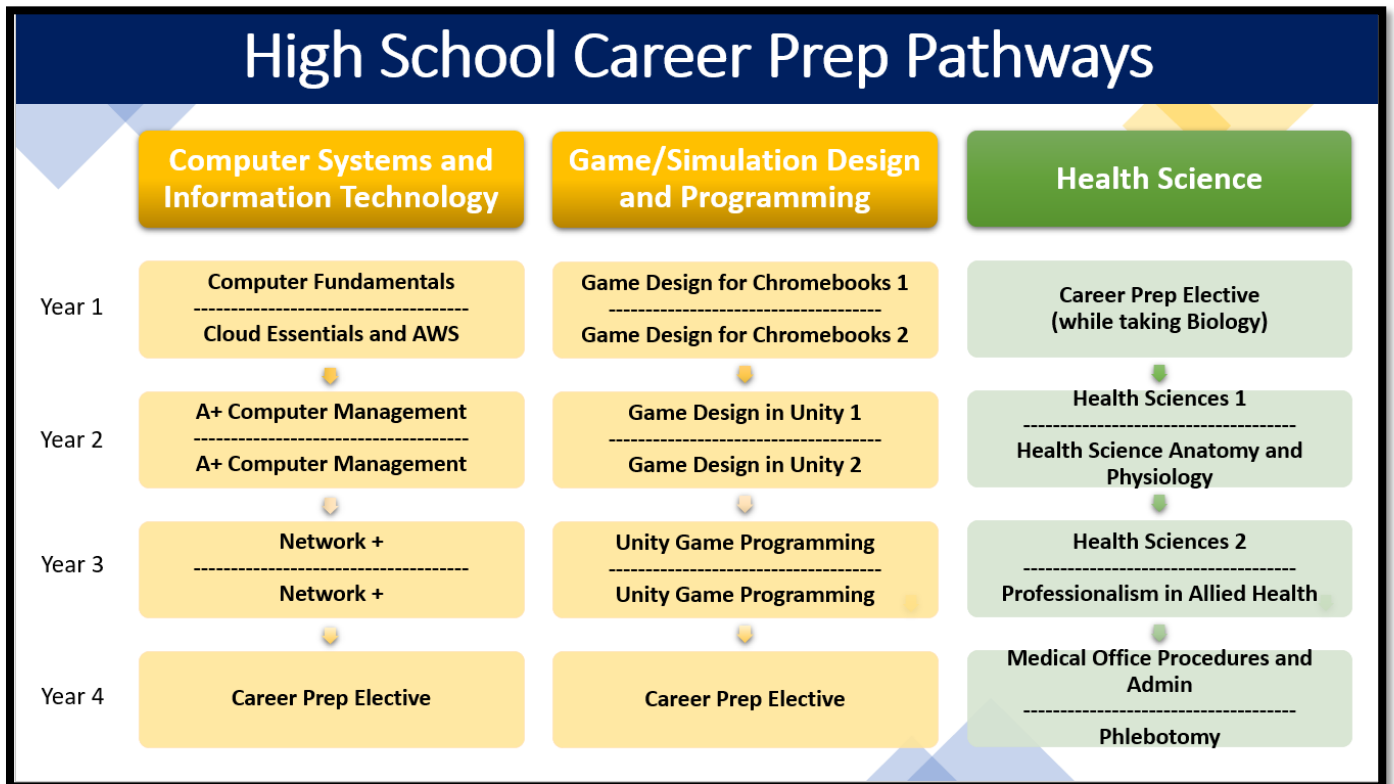 High School Career Prep Pathways
Computer Systems and
Information Technology
Game/Simulation Design
and Programming
Health Science
Year 1
Computer Fundamentals
------------------------------------
Cloud Essentials and AWS
Game Design for Chromebooks 1
------------------------------------
Game Design for Chromebooks 2
Career Prep Elective
(while taking Biology)
Year 2
A+ Computer Management
------------------------------------
A+ Computer Management
Game Design in Unity 1
------------------------------------
Game Design in Unity 2
Health Sciences 1
------------------------------------
Health Science Anatomy and
Physiology
Year 3
Network +
------------------------------------
Network +
Unity Game Programming
------------------------------------
Unity Game Programming
Health Sciences 2
------------------------------------
Professionalism in Allied Health
Year 4
Career Prep Elective
Career Prep Elective
Medical Office Procedures and
Admin
------------------------------------
Phlebotomy